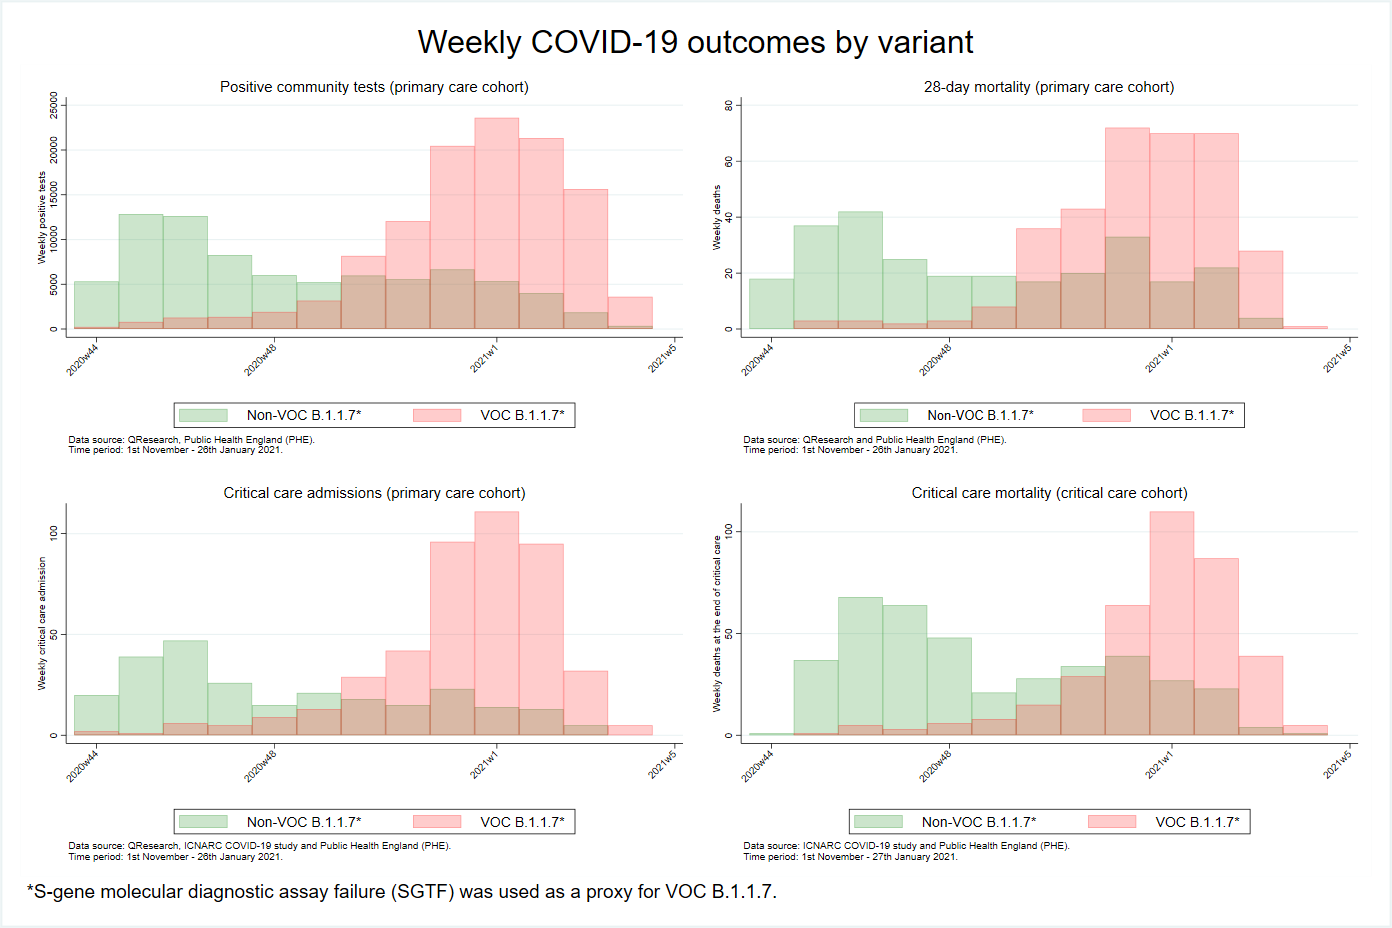 Weekly COVID-19 outcomes by variant
Positive community tests (primary care cohort)
Weekly positive tests
25000
20000
15000
10000
5000
0
2020w44
2020w48
2021w1
2021w5
Non-VOC B.1.1.7*
VOC B.1.1.7*
Data source: QResearch, Public Health England (PHE).
Time period: 1st November - 26th January 2021.
28-day mortality (primary care cohort)
Weekly deaths
80
60
40
20
0
2020w44
2020w48
2021w1
2021w5
Non-VOC B.1.1.7*
VOC B.1.1.7*
Data source: QResearch and Public Health England (PHE).
Time period: 1st November - 26th January 2021.
Critical care admissions (primary care cohort)
Weekly critical care admission
100
50
0
2020w44
2020w48
2021w1
2021w5
Non-VOC B.1.1.7*
VOC B.1.1.7*
Data source: QResearch, ICNARC COVID-19 study and Public Health England (PHE).
Time period: 1st November - 26th January 2021.
Critical care mortality (critical care cohort)
Weekly deaths at the end of critical care
100
50
0
2020w44
2020w48
2021w1
2021w5
Non-VOC B.1.1.7*
VOC B.1.1.7*
Data source: ICNARC COVID-19 study and Public Health England (PHE).
Time period: 1st November - 27th January 2021.
*S-gene molecular diagnostic assay failure (SGTF) was used as a proxy for VOC B.1.1.7.